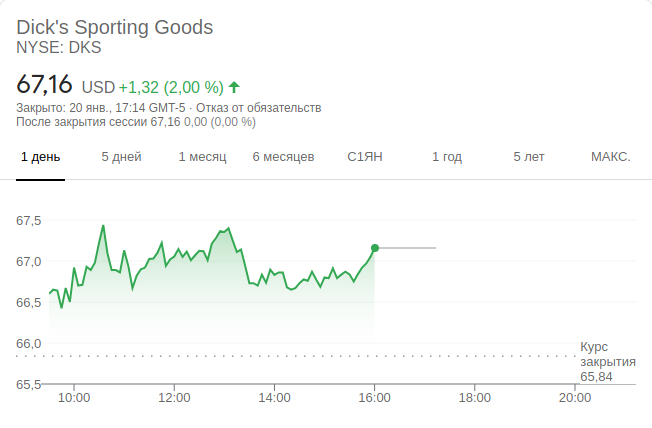 Dick's Sporting Goods
NYSE: DKS
67,16 USD +1,32 (2,00 %)
Закрыто: 20 янв., 17:14 GMT-5 · Отказ от обязательств
После закрытия сессии 67,16 0,00 (0,00 %)
1 день 5 дней 1 месяц 6 месяцев С1ЯН 1 год 5 лет МАКС.
67,5
67,0
66,5
66,0
Курс
закрытия
65,84
65,5
10:00 12:00 14:00 16:00 18:00 20:00